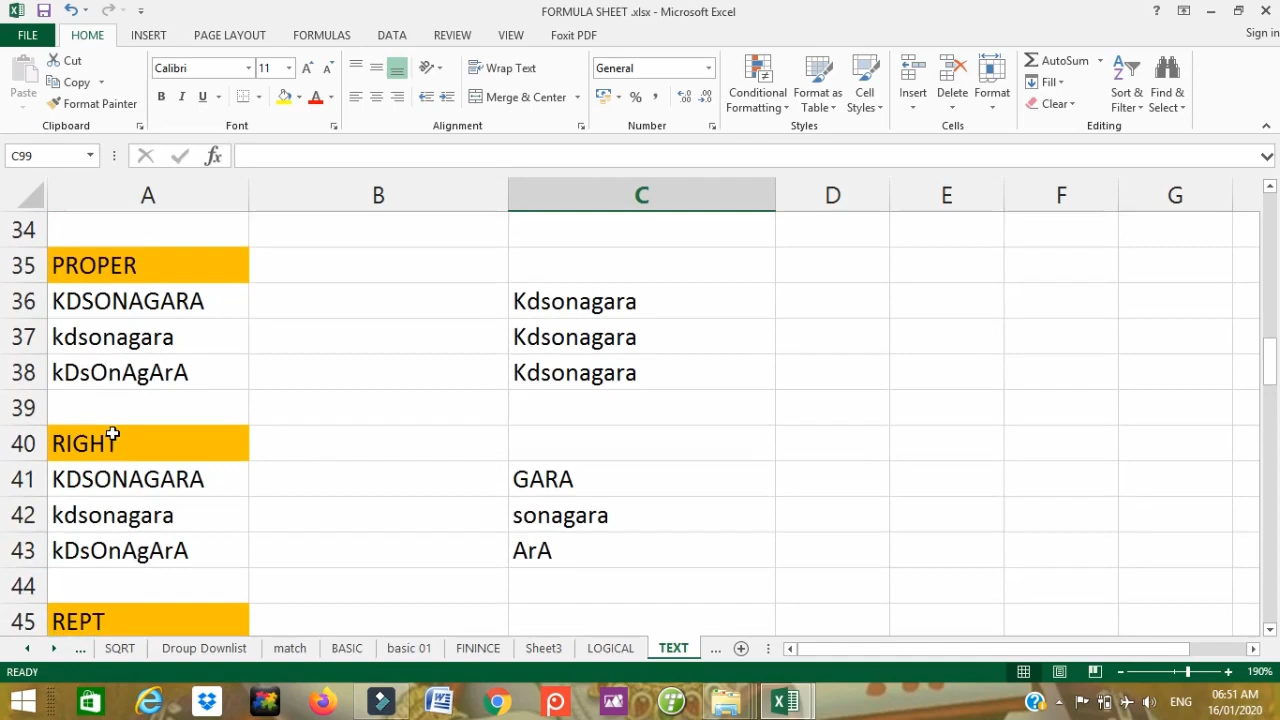 FORMULA SHEET .xlsx - Microsoft Excel
?
FILE HOME INSERT PAGE LAYOUT FORMULAS DATA REVIEW VIEW Foxit PDF Sign in
Paste Cut Copy Format Painter
Clipboard
Calibri 11
B I U A
Font
Wrap Text
Merge & Center
Alignment
General
% ,
Number
Conditional Formatting Format as Table Cell Styles
Styles
Insert Delete Format
Cells
AutoSum Fill Clear Sort & Filter Find & Select
Editing
C99 fx
A B C D E F G
34
35 PROPER
36 KDSONAGARA Kdsonagara
37 kdsonagara Kdsonagara
38 kDsOnAgArA Kdsonagara
39
40 RIGHT
41 KDSONAGARA GARA
42 kdsonagara sonagara
43 kDsOnAgArA ArA
44
45 REPT
... SQRT Droup Downlist match BASIC basic 01 FININCE Sheet3 LOGICAL TEXT ...
READY 190%
ENG 06:51 AM
16/01/2020